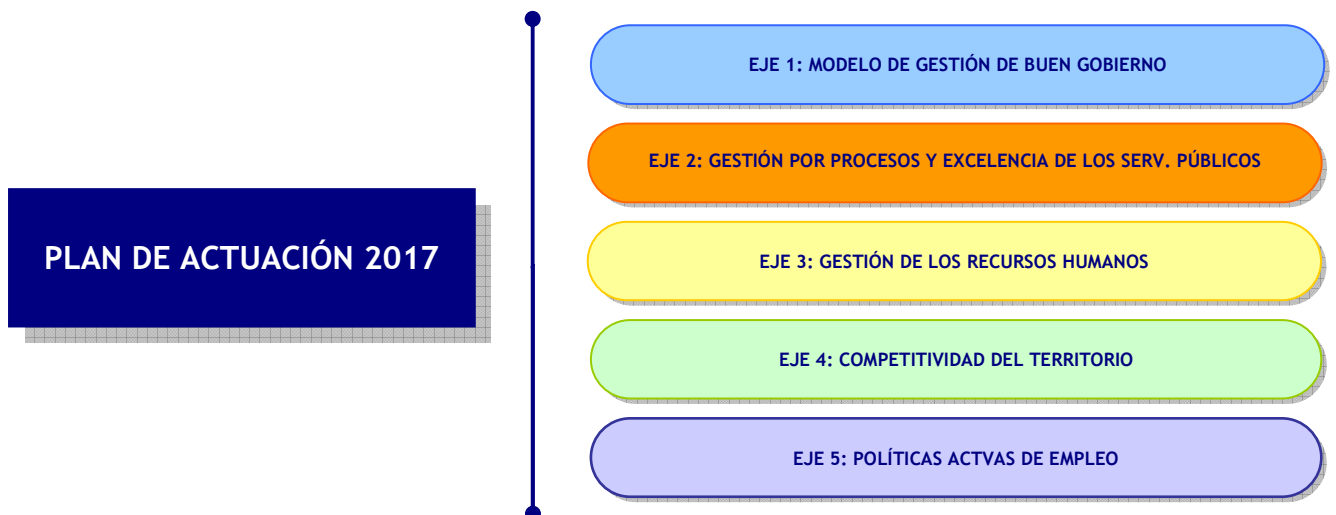 EJE 1: MODELO DE GESTIÓN DE BUEN GOBIERNO
EJE 2: GESTIÓN POR PROCESOS Y EXCELENCIA DE LOS SERV. PÚBLICOS
PLAN DE ACTUACIÓN 2017
EJE 3: GESTIÓN DE LOS RECURSOS HUMANOS
EJE 4: COMPETITIVIDAD DEL TERRITORIO
EJE 5: POLÍTICAS ACTVAS DE EMPLEO